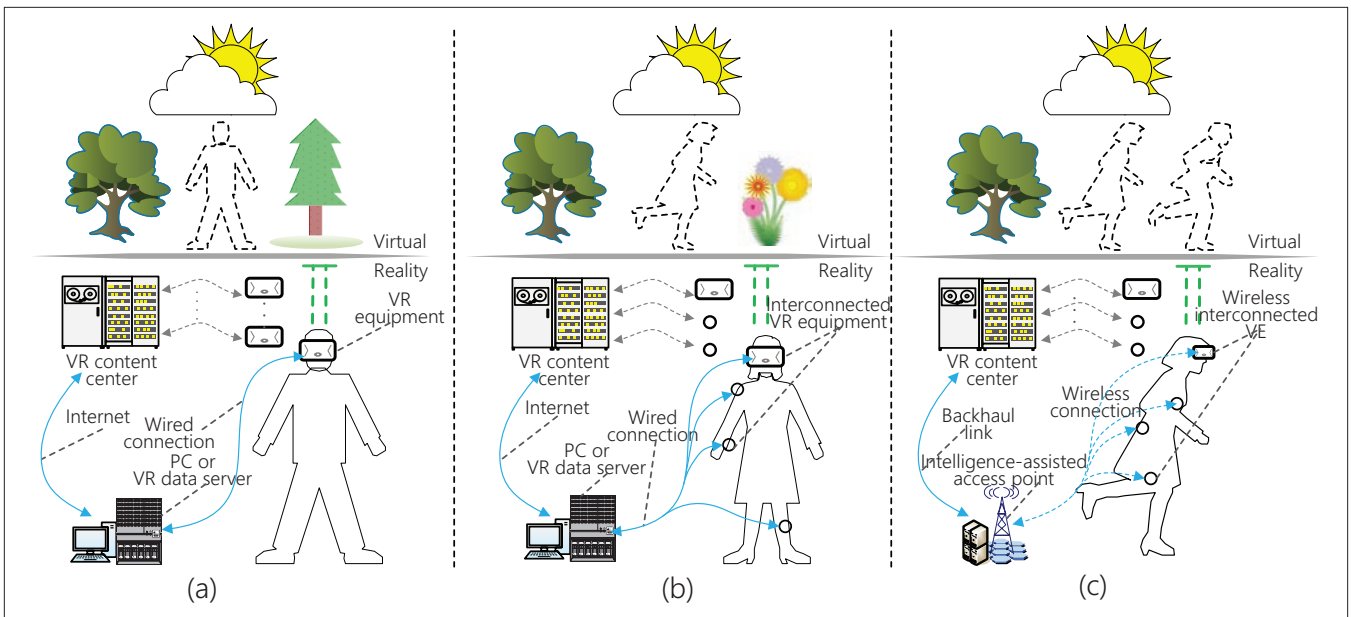 Virtual
Reality
VR
equipment
VR content
center
Internet
Wired
connection
PC or
VR data server
(a)
Virtual
Reality
Interconnected
VR equipment
VR content
center
Internet
Wired
connection
PC or
VR data server
(b)
Virtual
Reality
Wireless
interconnected
VE
VR content
center
Wireless
connection
Backhaul
link
Intelligence-assisted
access point
(c)